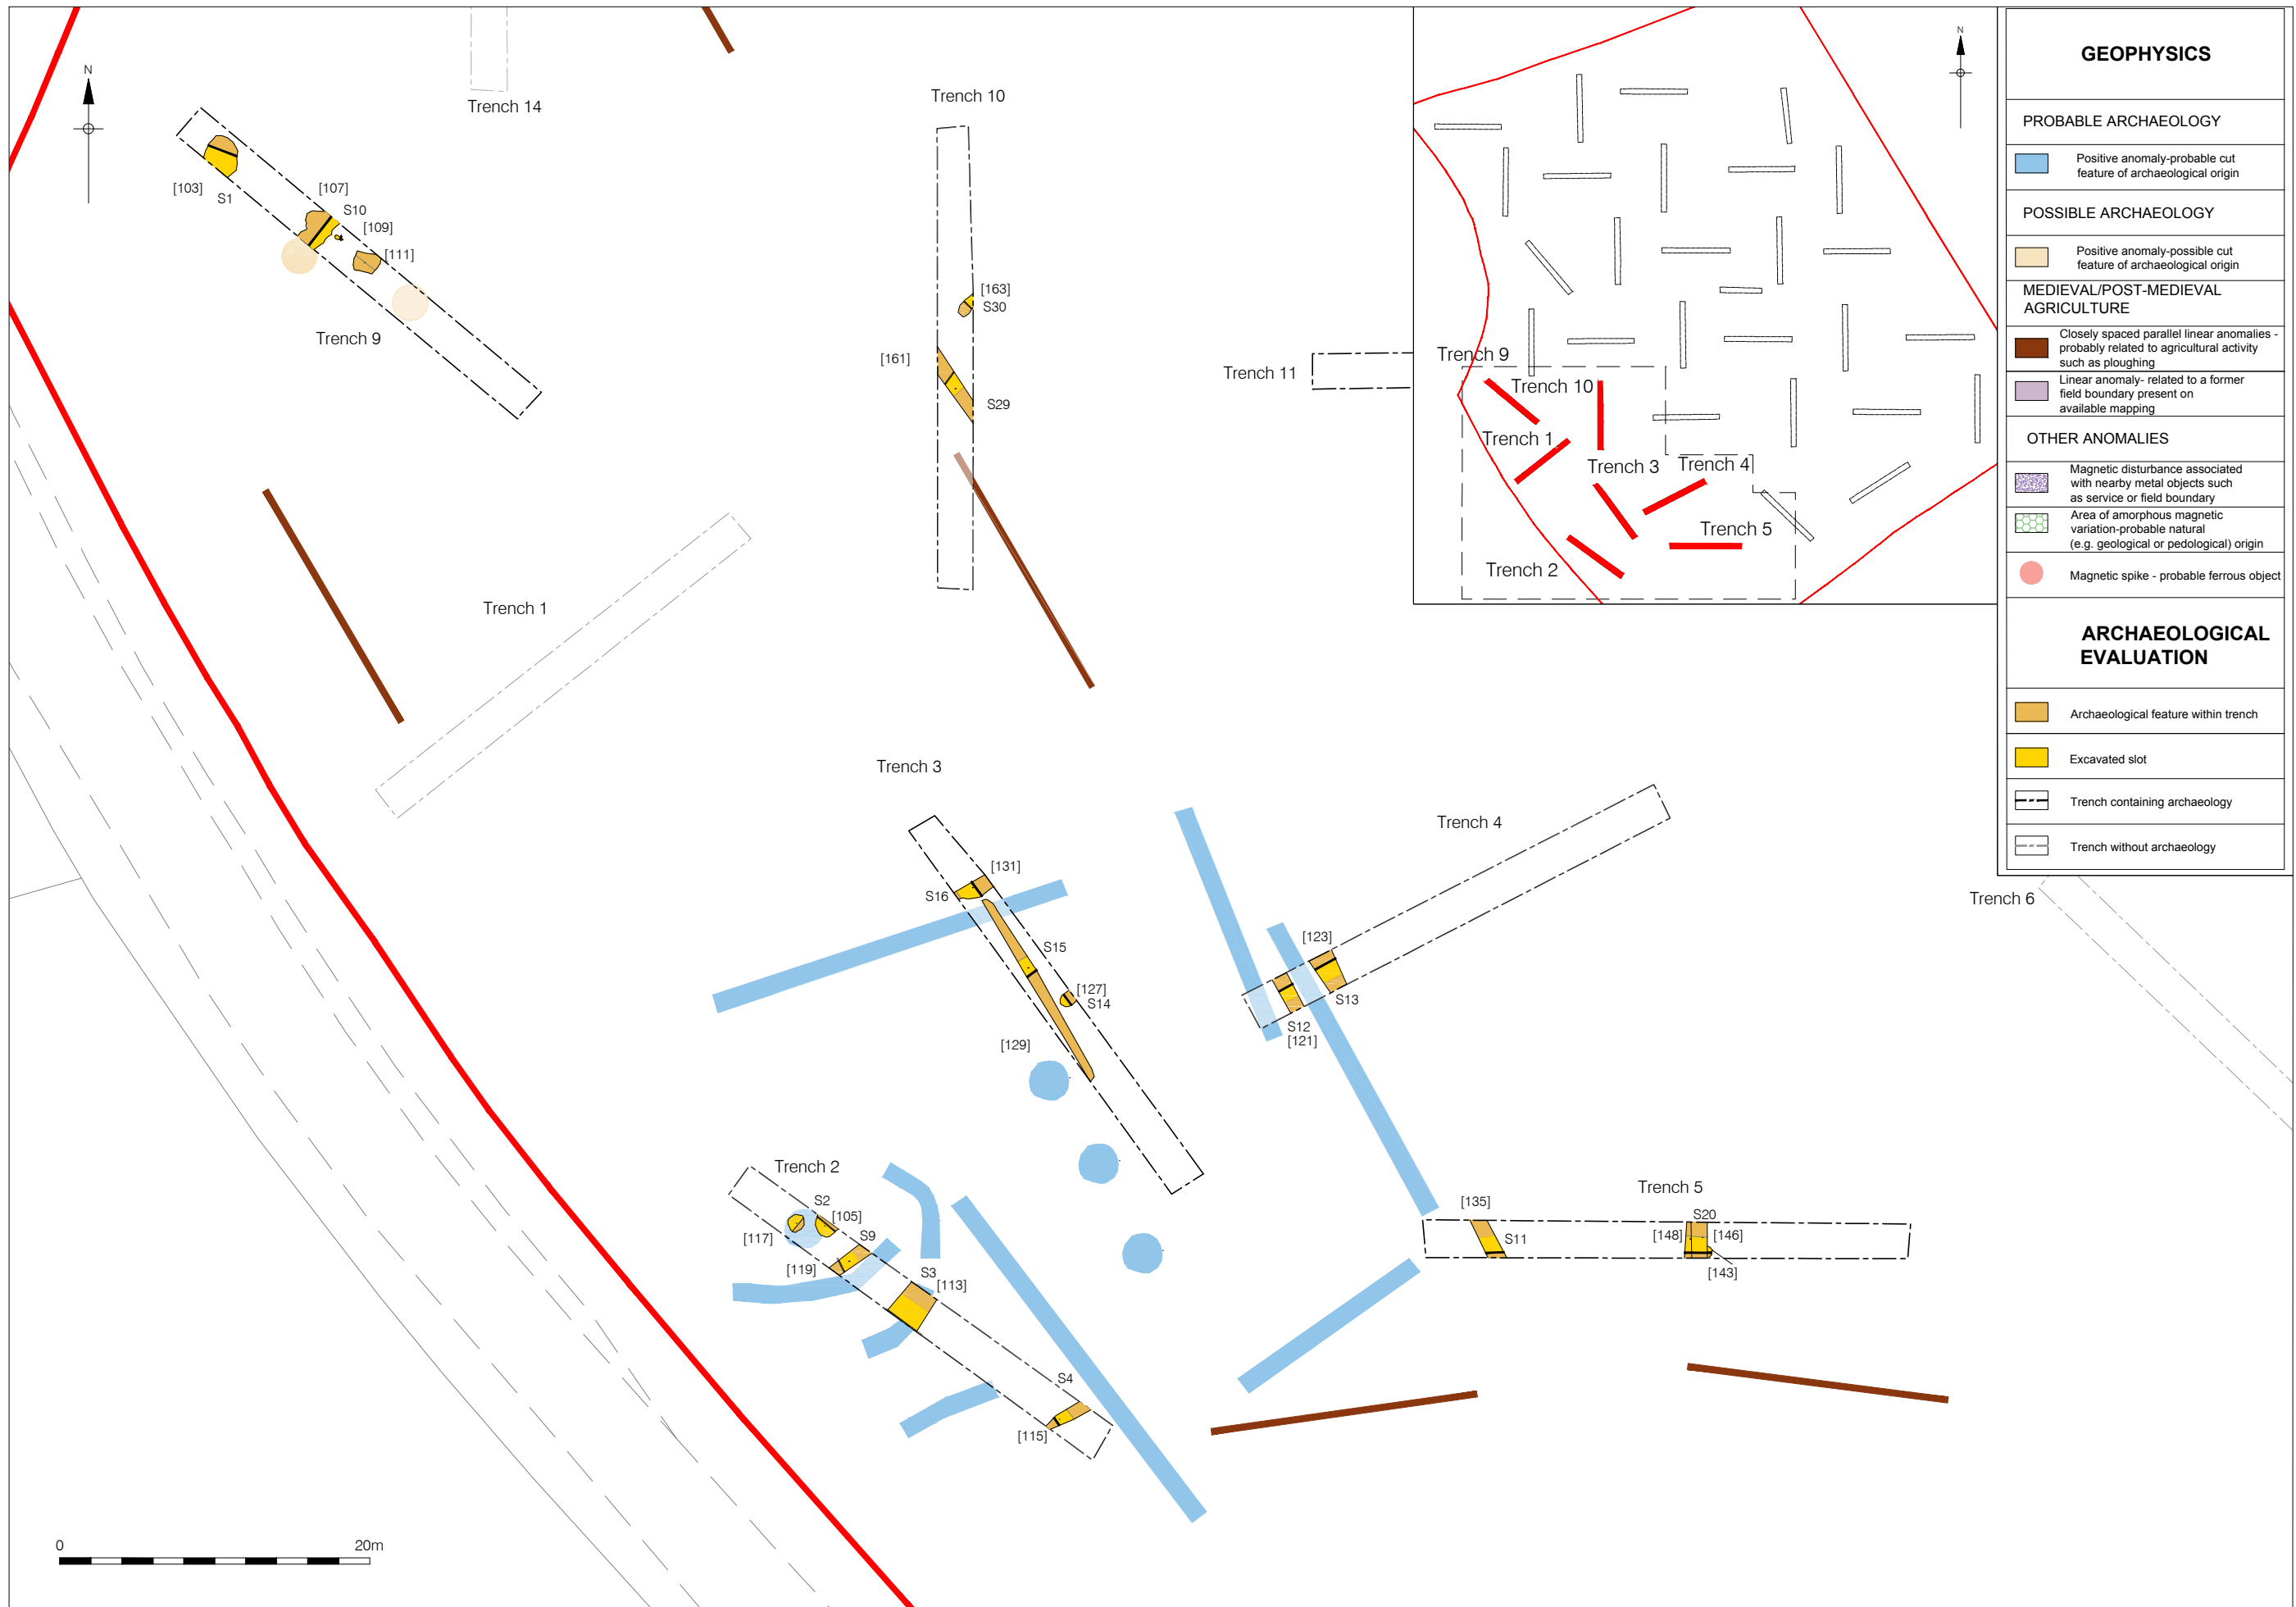 N
Trench 14
Trench 10
[103]
S1
[107]
S10
[109]
[111]
Trench 9
[163]
S30
[161]
S29
Trench 11
Trench 1
Trench 3
[131]
S16
S15
[127]
S14
[129]
Trench 4
[123]
S13
S12
[121]
Trench 6
Trench 2
S2
[105]
[117]
S9
[119]
S3
[113]
S4
[115]
Trench 5
[135]
S11
S20
[148]
[146]
[143]
0
20m
N
Trench 9
Trench 10
Trench 1
Trench 3
Trench 4
Trench 5
Trench 2
GEOPHYSICS
PROBABLE ARCHAEOLOGY
Positive anomaly-probable cut
feature of archaeological origin
POSSIBLE ARCHAEOLOGY
Positive anomaly-possible cut
feature of archaeological origin
MEDIEVAL/POST-MEDIEVAL
AGRICULTURE
Closely spaced parallel linear anomalies -
probably related to agricultural activity
such as ploughing
Linear anomaly- related to a former
field boundary present on
available mapping
OTHER ANOMALIES
Magnetic disturbance associated
with nearby metal objects such
as service or field boundary
Area of amorphous magnetic
variation-probable natural
(e.g. geological or pedological) origin
Magnetic spike - probable ferrous object
ARCHAEOLOGICAL
EVALUATION
Archaeological feature within trench
Excavated slot
Trench containing archaeology
Trench without archaeology